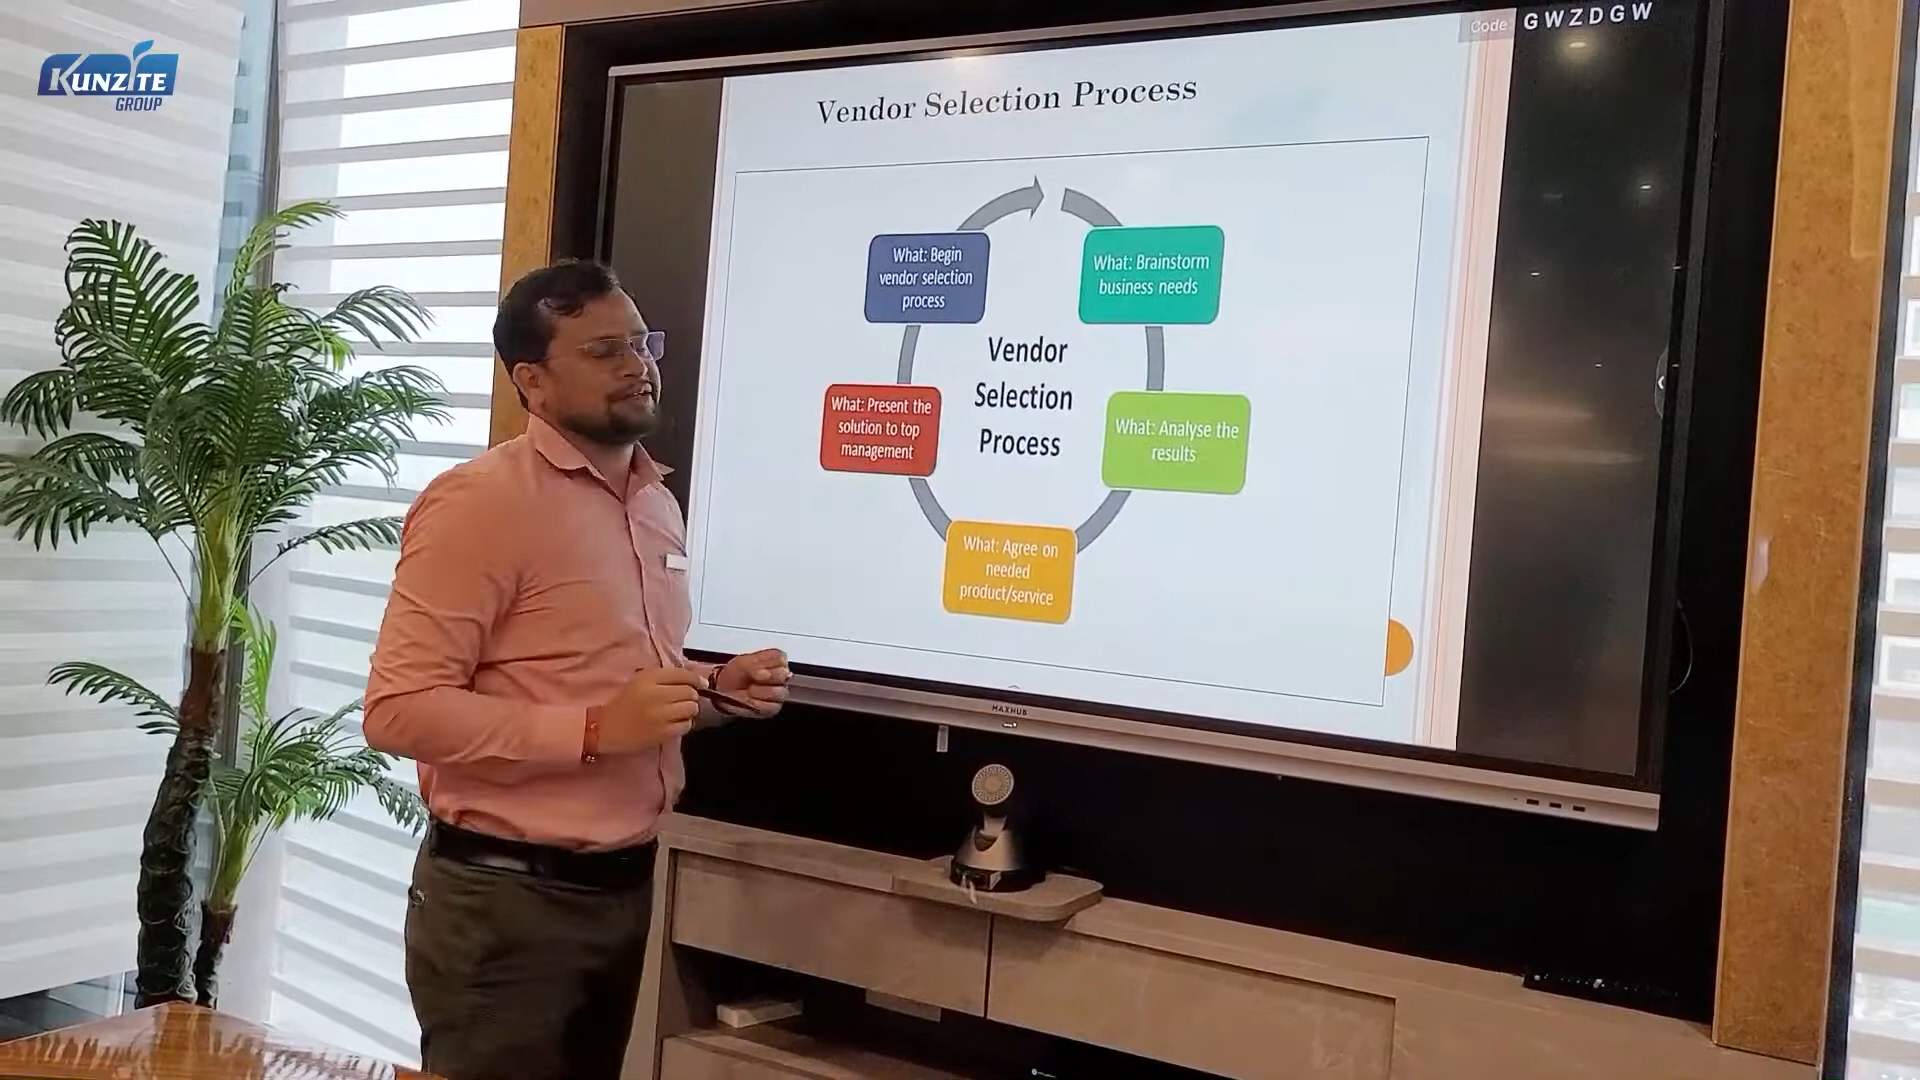 KUNZITE
GROUP
Code:
GWZDGW
Vendor Selection Process
What: Begin
vendor selection
process
What: Brainstorm
business needs
Vendor
Selection
Process
What: Present the
solution to top
management
What: Analyse the
results
What: Agree on
needed
product/service
MAXHUB